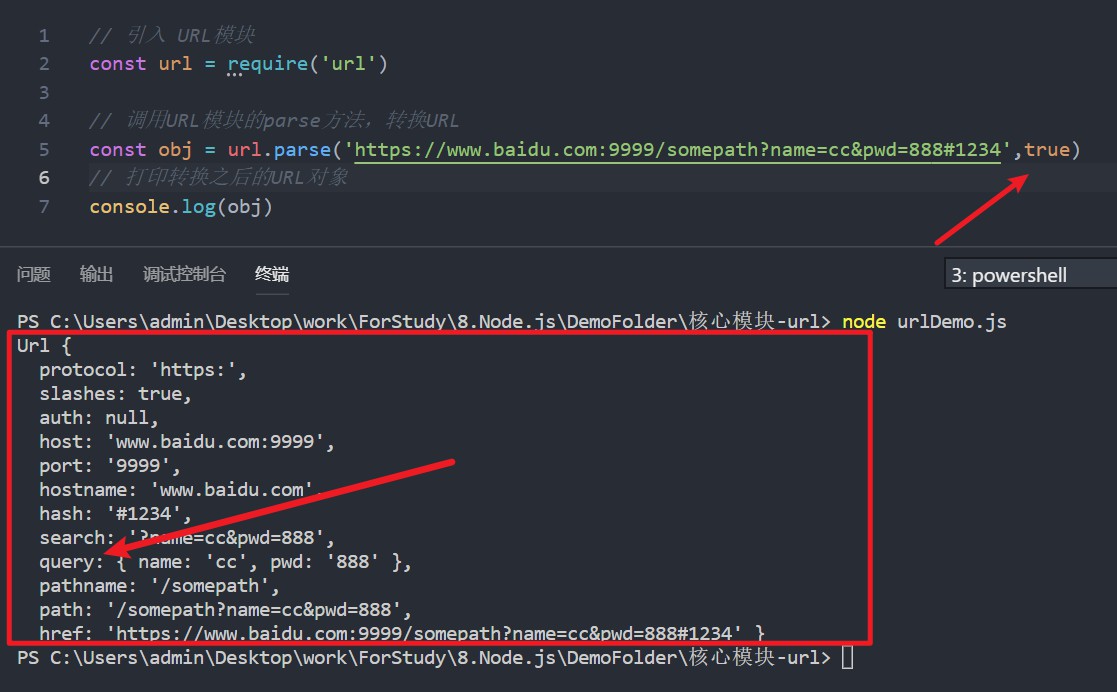 1 // 引入 URL模块
2 const url = require('url')
3
4 // 调用URL模块的parse方法，转换URL
5 const obj = url.parse('https://www.baidu.com:9999/somepath?name=cc&pwd=888#1234',true)
6 // 打印转换之后的URL对象
7 console.log(obj)
问题 输出 调试控制台 终端 3: powershell
PS C:\Users\admin\Desktop\work\ForStudy\8.Node.js\DemoFolder\核心模块-url> node urlDemo.js
Url {
  protocol: 'https:',
  slashes: true,
  auth: null,
  host: 'www.baidu.com:9999',
  port: '9999',
  hostname: 'www.baidu.com',
  hash: '#1234',
  search: '?name=cc&pwd=888',
  query: { name: 'cc', pwd: '888' },
  pathname: '/somepath',
  path: '/somepath?name=cc&pwd=888',
  href: 'https://www.baidu.com:9999/somepath?name=cc&pwd=888#1234' }
PS C:\Users\admin\Desktop\work\ForStudy\8.Node.js\DemoFolder\核心模块-url>